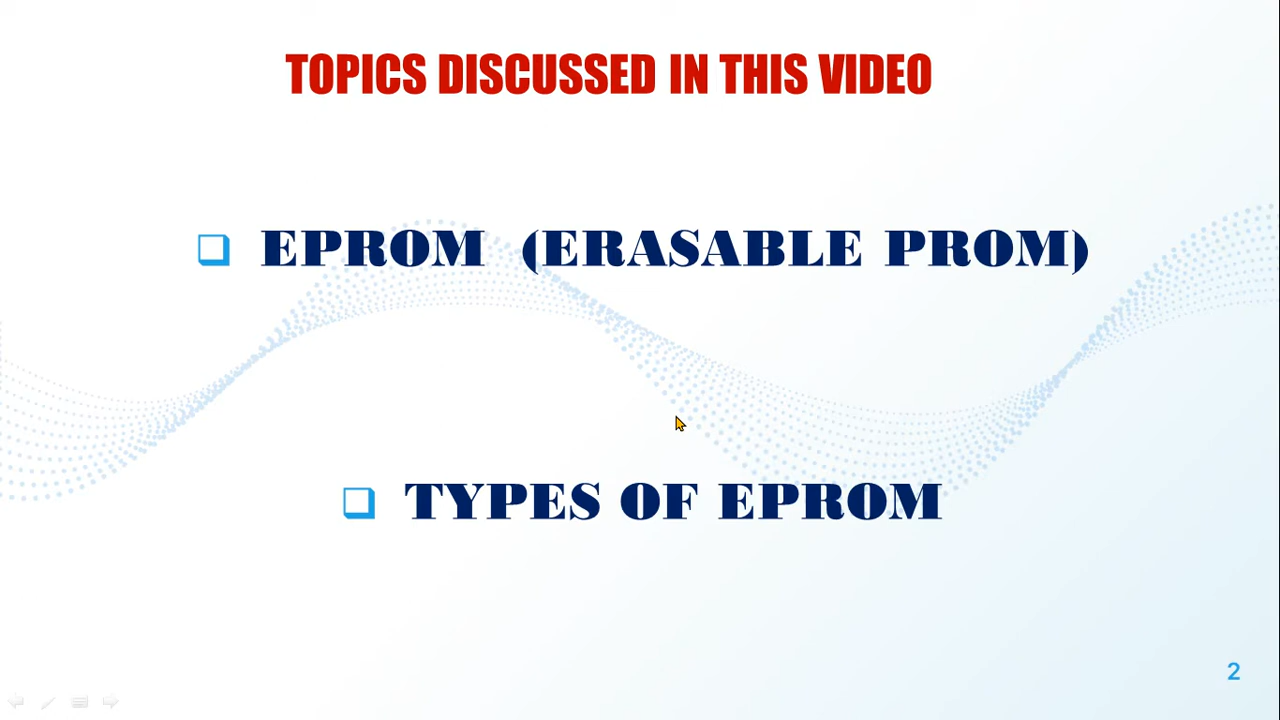 TOPICS DISCUSSED IN THIS VIDEO
EPROM (ERASABLE PROM)
TYPES OF EPROM
2